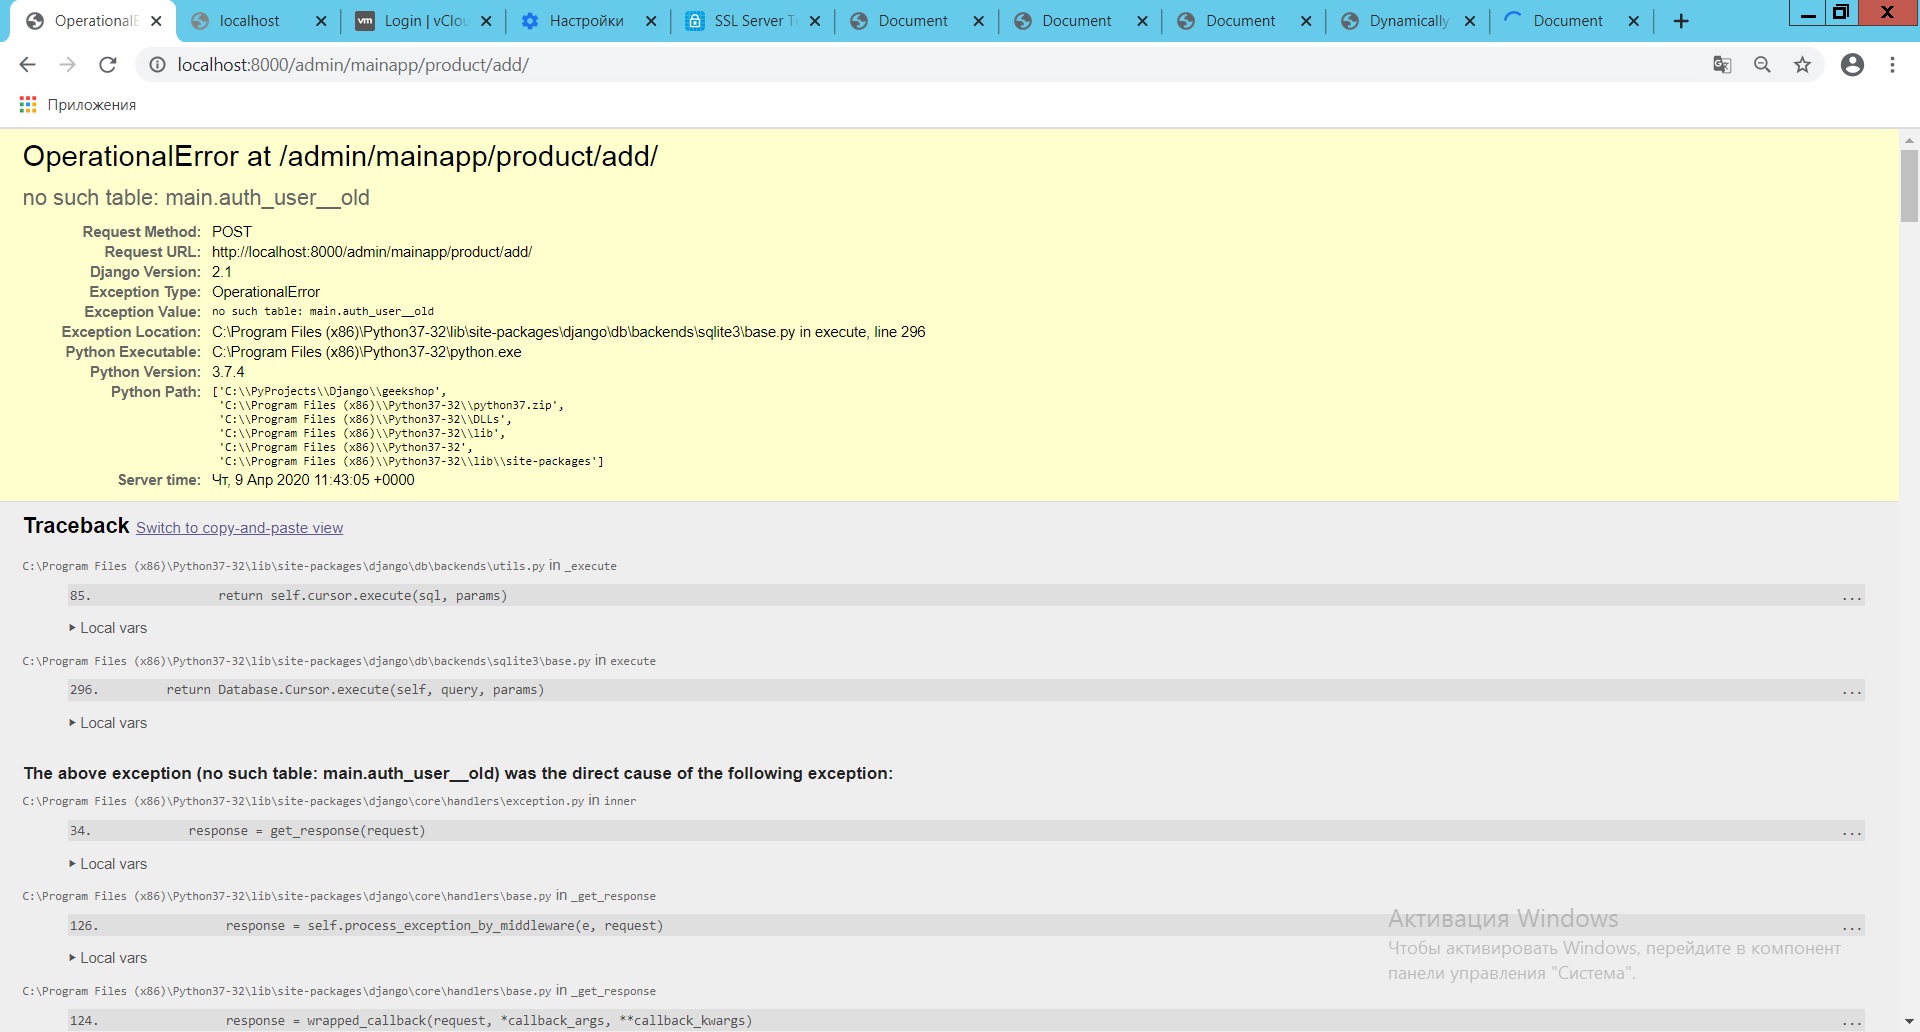 OperationalE
localhost
Login | vClou
Настройки
SSL Server Te
Document
Document
Document
Dynamically
Document
localhost:8000/admin/mainapp/product/add/
Приложения
OperationalError at /admin/mainapp/product/add/
no such table: main.auth_user__old
Request Method: POST
Request URL: http://localhost:8000/admin/mainapp/product/add/
Django Version: 2.1
Exception Type: OperationalError
Exception Value: no such table: main.auth_user__old
Exception Location: C:\Program Files (x86)\Python37-32\lib\site-packages\django\db\backends\sqlite3\base.py in execute, line 296
Python Executable: C:\Program Files (x86)\Python37-32\python.exe
Python Version: 3.7.4
Python Path: ['C:\\PyProjects\\Django\\geekshop',
'C:\\Program Files (x86)\\Python37-32\\python37.zip',
'C:\\Program Files (x86)\\Python37-32\\DLLs',
'C:\\Program Files (x86)\\Python37-32\\lib',
'C:\\Program Files (x86)\\Python37-32',
'C:\\Program Files (x86)\\Python37-32\\lib\\site-packages']
Server time: Чт, 9 Апр 2020 11:43:05 +0000
Traceback Switch to copy-and-paste view
C:\Program Files (x86)\Python37-32\lib\site-packages\django\db\backends\utils.py in _execute
85. return self.cursor.execute(sql, params) ...
Local vars
C:\Program Files (x86)\Python37-32\lib\site-packages\django\db\backends\sqlite3\base.py in execute
296. return Database.Cursor.execute(self, query, params) ...
Local vars
The above exception (no such table: main.auth_user__old) was the direct cause of the following exception:
C:\Program Files (x86)\Python37-32\lib\site-packages\django\core\handlers\exception.py in inner
34. response = get_response(request) ...
Local vars
C:\Program Files (x86)\Python37-32\lib\site-packages\django\core\handlers\base.py in _get_response
126. response = self.process_exception_by_middleware(e, request) ...
Local vars
C:\Program Files (x86)\Python37-32\lib\site-packages\django\core\handlers\base.py in _get_response
124. response = wrapped_callback(request, *callback_args, **callback_kwargs) ...
Активация Windows
Чтобы активировать Windows, перейдите в компонент
панели управления "Система".